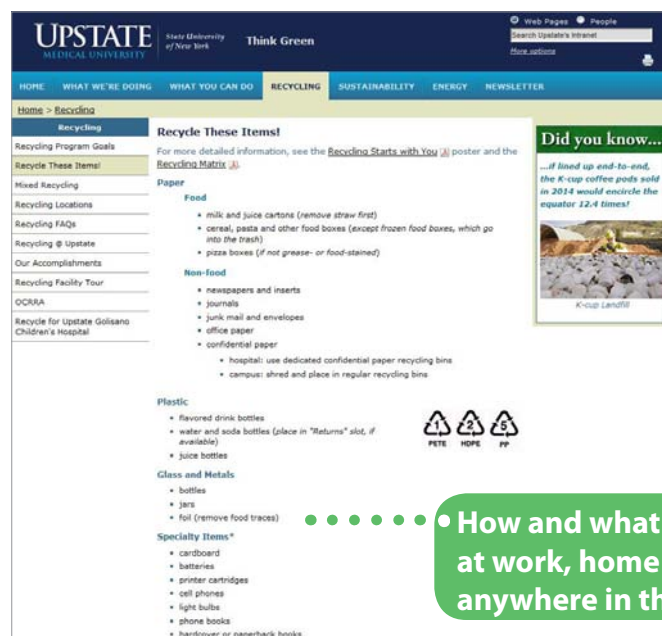 UPSTATE
MEDICAL UNIVERSITY
State University
of New York
Think Green
Web Pages People
Search Upstate's Intranet
More options
HOME WHAT WE'RE DOING WHAT YOU CAN DO RECYCLING SUSTAINABILITY ENERGY NEWSLETTER
Home > Recycling
Recycling
Recycling Program Goals
Recycle These Items!
Mixed Recycling
Recycling Locations
Recycling FAQs
Recycling @ Upstate
Our Accomplishments
Recycling Facility Tour
OCRRA
Recycle for Upstate Golisano
Children's Hospital
Recycle These Items!
For more detailed information, see the Recycling Starts with You poster and the
Recycling Matrix.
Paper
Food
• milk and juice cartons (remove straw first)
• cereal, pasta and other food boxes (except frozen food boxes, which go
into the trash)
• pizza boxes (if not grease- or food-stained)
Non-food
• newspapers and inserts
• journals
• junk mail and envelopes
• office paper
• confidential paper
• hospital: use dedicated confidential paper recycling bins
• campus: shred and place in regular recycling bins
Plastic
• flavored drink bottles
• water and soda bottles (place in "Returns" slot, if
available)
• juice bottles
1 2 5
PETE HDPE PP
Glass and Metals
• bottles
• jars
• foil (remove food traces)
Specialty Items*
• cardboard
• batteries
• printer cartridges
• cell phones
• light bulbs
• phone books
• hardcover or paperback books
Did you know...
...if lined up end-to-end,
the K-cup coffee pods sold
in 2014 would encircle the
equator 12.4 times!
K-cup Landfill
How and what
at work, home
anywhere in th